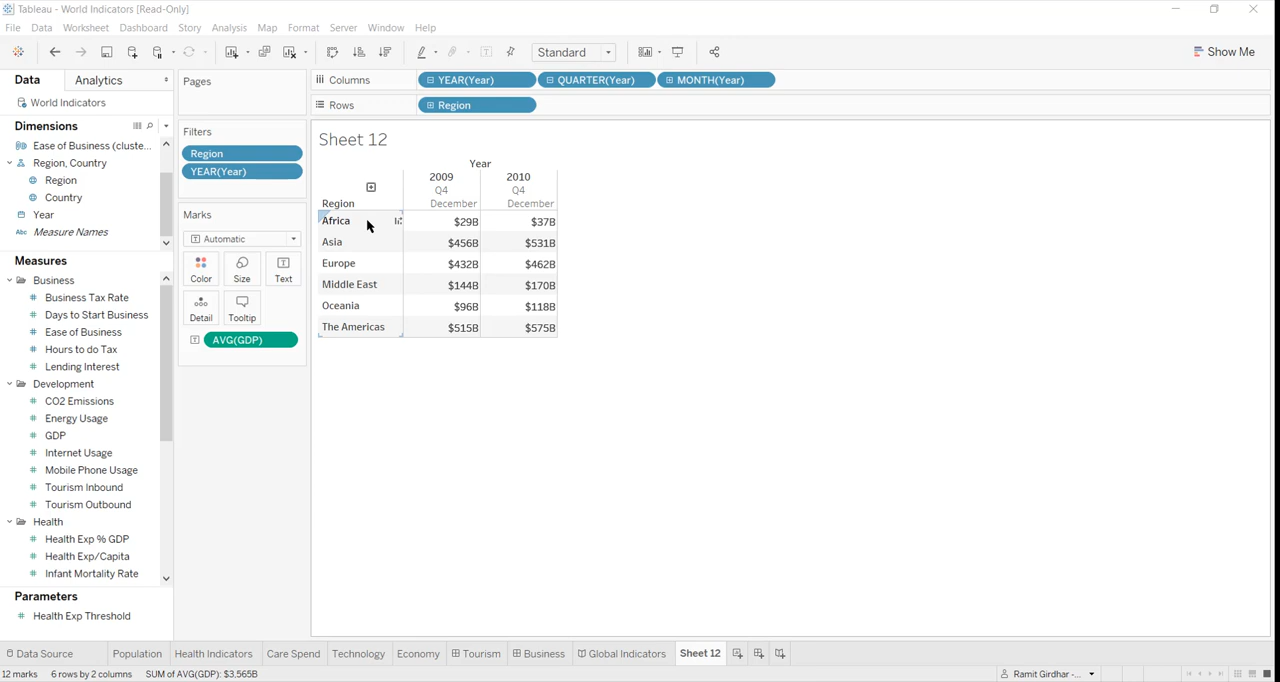 Tableau - World Indicators [Read-Only]
File Data Worksheet Dashboard Story Analysis Map Format Server Window Help
Standard
Show Me
Data
Analytics
World Indicators
Dimensions
Ease of Business (cluste...
Region, Country
Region
Country
Year
Abc Measure Names
Measures
Business
Business Tax Rate
Days to Start Business
Ease of Business
Hours to do Tax
Lending Interest
Development
CO2 Emissions
Energy Usage
GDP
Internet Usage
Mobile Phone Usage
Tourism Inbound
Tourism Outbound
Health
Health Exp % GDP
Health Exp/Capita
Infant Mortality Rate
Parameters
Health Exp Threshold
Pages
Filters
Region
YEAR(Year)
Marks
Automatic
Color Size Text
Detail Tooltip
AVG(GDP)
Columns YEAR(Year) QUARTER(Year) MONTH(Year)
Rows Region
Sheet 12
Year
2009 2010
Q4 Q4
Region December December
Africa $29B $37B
Asia $456B $531B
Europe $432B $462B
Middle East $144B $170B
Oceania $96B $118B
The Americas $515B $575B
Data Source Population Health Indicators Care Spend Technology Economy Tourism Business Global Indicators Sheet 12
12 marks 6 rows by 2 columns SUM of AVG(GDP): $3,565B
Ramit Girdhar -...